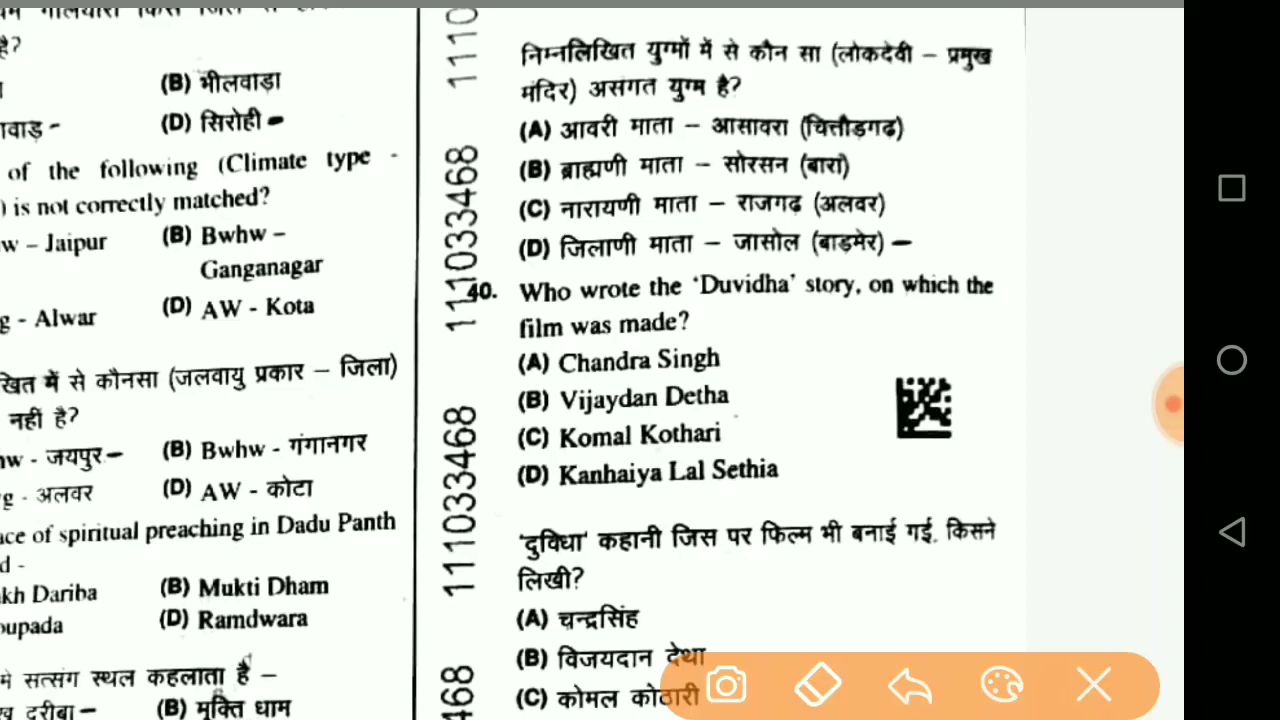 है?
(B) भीलवाड़ा
(D) सिरोही
of the following (Climate type -
) is not correctly matched?
w – Jaipur
(B) Bwhw –
Ganganagar
g - Alwar
(D) AW - Kota
खित में से कौनसा (जलवायु प्रकार – जिला)
नहीं है?
w - जयपुर
(B) Bwhw - गंगानगर
g - अलवर
(D) AW - कोटा
ace of spiritual preaching in Dadu Panth
d -
kh Dariba
(B) Mukti Dham
oupada
(D) Ramdwara
में सत्संग स्थल कहलाता है –
दरीबा
(B) मुक्ति धाम
1110
111033468
111033468
468
निम्नलिखित युग्मों में से कौन सा (लोकदेवी – प्रमुख
मंदिर) असंगत युग्म है?
(A) आवरी माता – आसावरा (चित्तौड़गढ़)
(B) ब्राह्मणी माता – सोरसन (बारां)
(C) नारायणी माता – राजगढ़ (अलवर)
(D) जिलाणी माता – जासोल (बाड़मेर)
40. Who wrote the ‘Duvidha’ story, on which the
film was made?
(A) Chandra Singh
(B) Vijaydan Detha
(C) Komal Kothari
(D) Kanhaiya Lal Sethia
‘दुविधा’ कहानी जिस पर फिल्म भी बनाई गई, किसने
लिखी?
(A) चन्द्रसिंह
(B) विजयदान देथा
(C) कोमल कोठारी